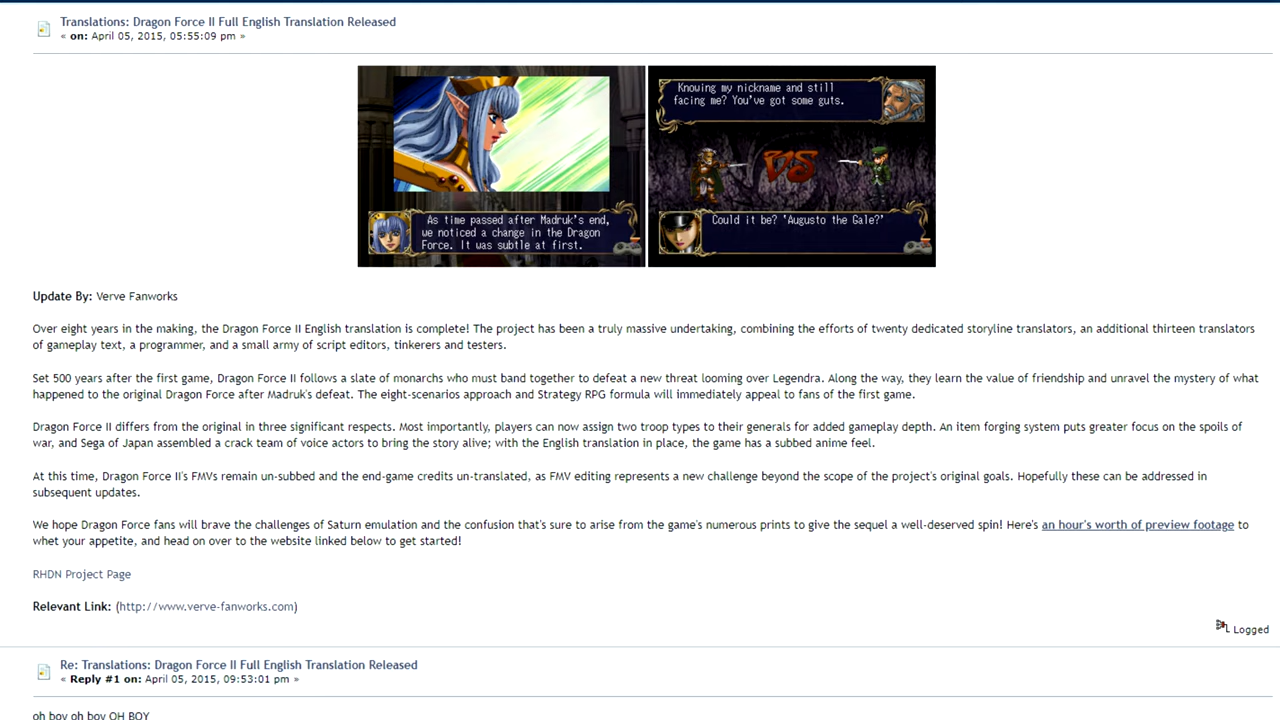 Translations: Dragon Force II Full English Translation Released
« on: April 05, 2015, 05:55:09 pm »
As time passed after Madruk's end,
we noticed a change in the Dragon
Force. It was subtle at first.
Knowing my nickname and still
facing me? You've got some guts.
VS
Could it be? 'Augusto the Gale?'
Update By: Verve Fanworks
Over eight years in the making, the Dragon Force II English translation is complete! The project has been a truly massive undertaking, combining the efforts of twenty dedicated storyline translators, an additional thirteen translators
of gameplay text, a programmer, and a small army of script editors, tinkerers and testers.
Set 500 years after the first game, Dragon Force II follows a slate of monarchs who must band together to defeat a new threat looming over Legendra. Along the way, they learn the value of friendship and unravel the mystery of what
happened to the original Dragon Force after Madruk's defeat. The eight-scenarios approach and Strategy RPG formula will immediately appeal to fans of the first game.
Dragon Force II differs from the original in three significant respects. Most importantly, players can now assign two troop types to their generals for added gameplay depth. An item forging system puts greater focus on the spoils of
war, and Sega of Japan assembled a crack team of voice actors to bring the story alive; with the English translation in place, the game has a subbed anime feel.
At this time, Dragon Force II's FMVs remain un-subbed and the end-game credits un-translated, as FMV editing represents a new challenge beyond the scope of the project's original goals. Hopefully these can be addressed in
subsequent updates.
We hope Dragon Force fans will brave the challenges of Saturn emulation and the confusion that's sure to arise from the game's numerous prints to give the sequel a well-deserved spin! Here's an hour's worth of preview footage to
whet your appetite, and head on over to the website linked below to get started!
RHDN Project Page
Relevant Link: (http://www.verve-fanworks.com)
Logged
Re: Translations: Dragon Force II Full English Translation Released
« Reply #1 on: April 05, 2015, 09:53:01 pm »
oh boy oh boy OH BOY